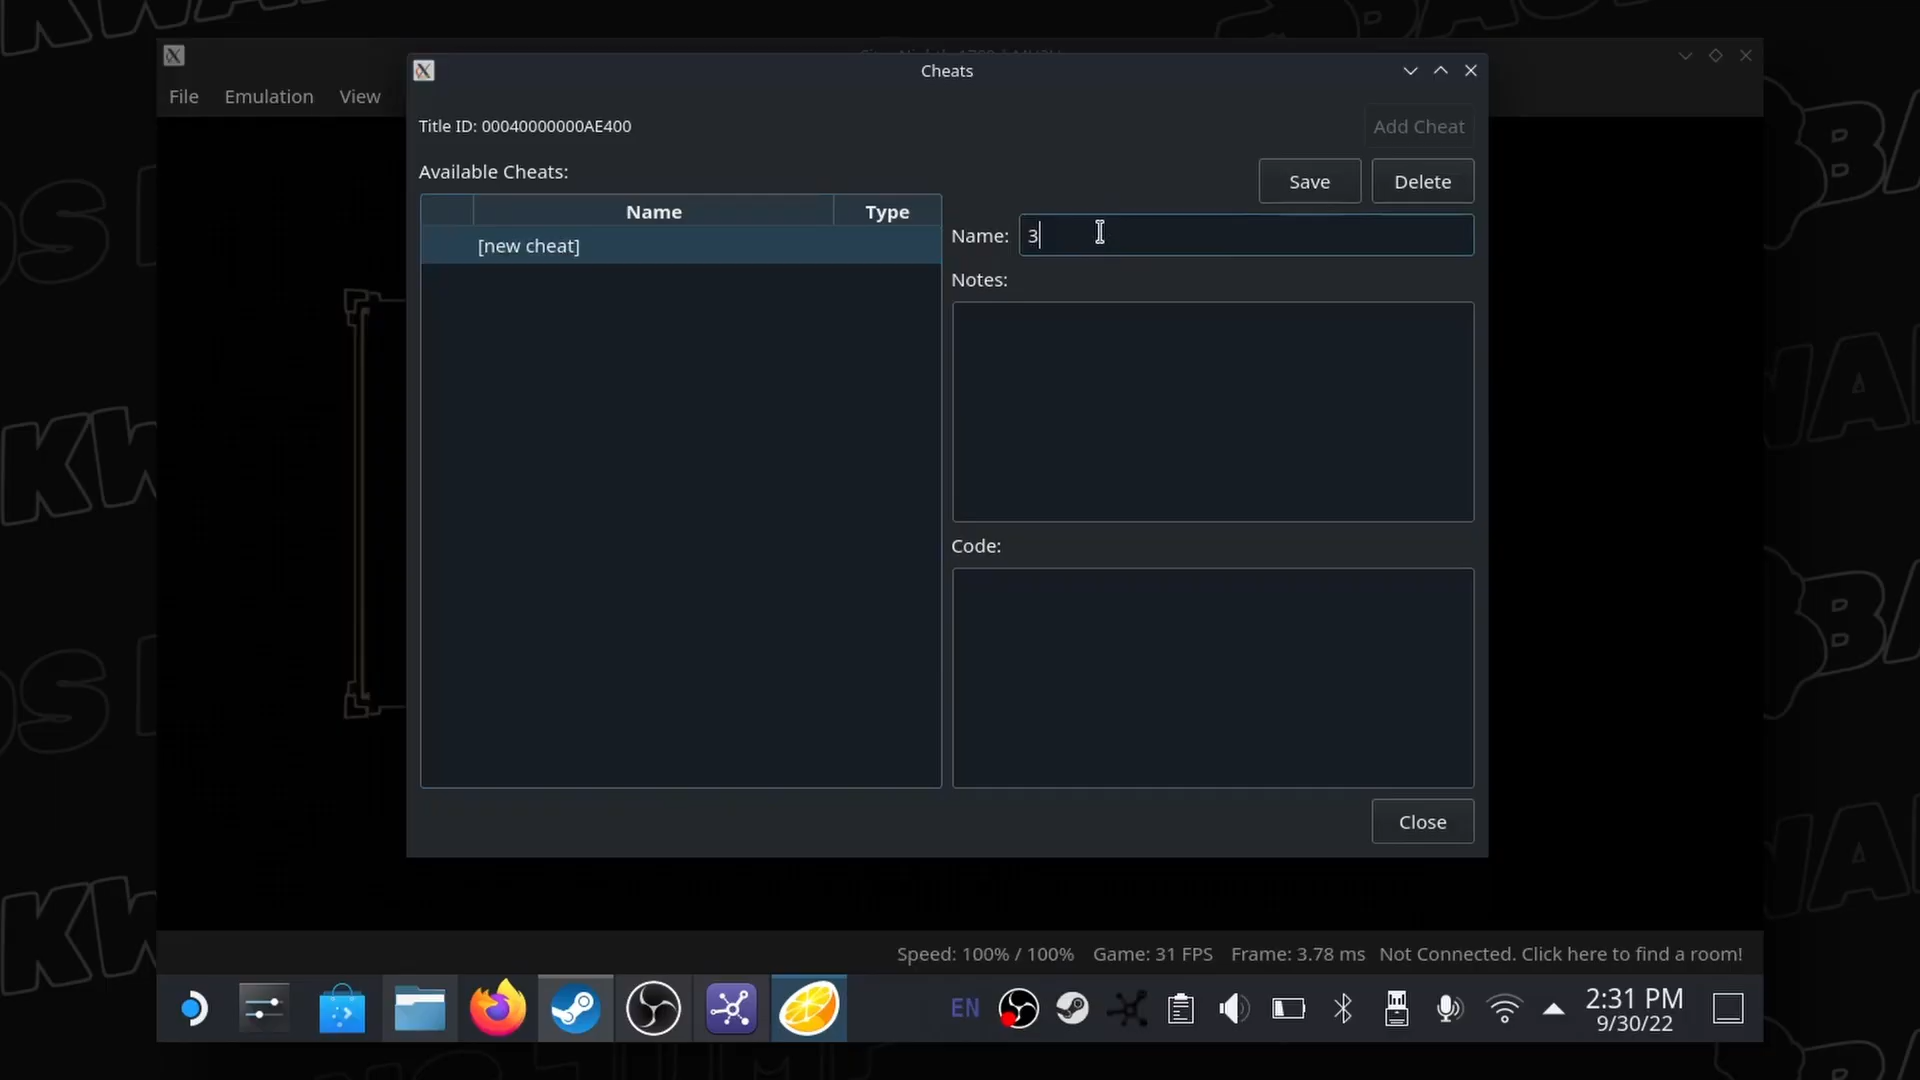 Cheats
File Emulation View
Title ID: 00040000000AE400
Add Cheat
Available Cheats:
Save Delete
Name Type
[new cheat]
Name: 3
Notes:
Code:
Close
Speed: 100% / 100% Game: 31 FPS Frame: 3.78 ms Not Connected. Click here to find a room!
EN
2:31 PM
9/30/22